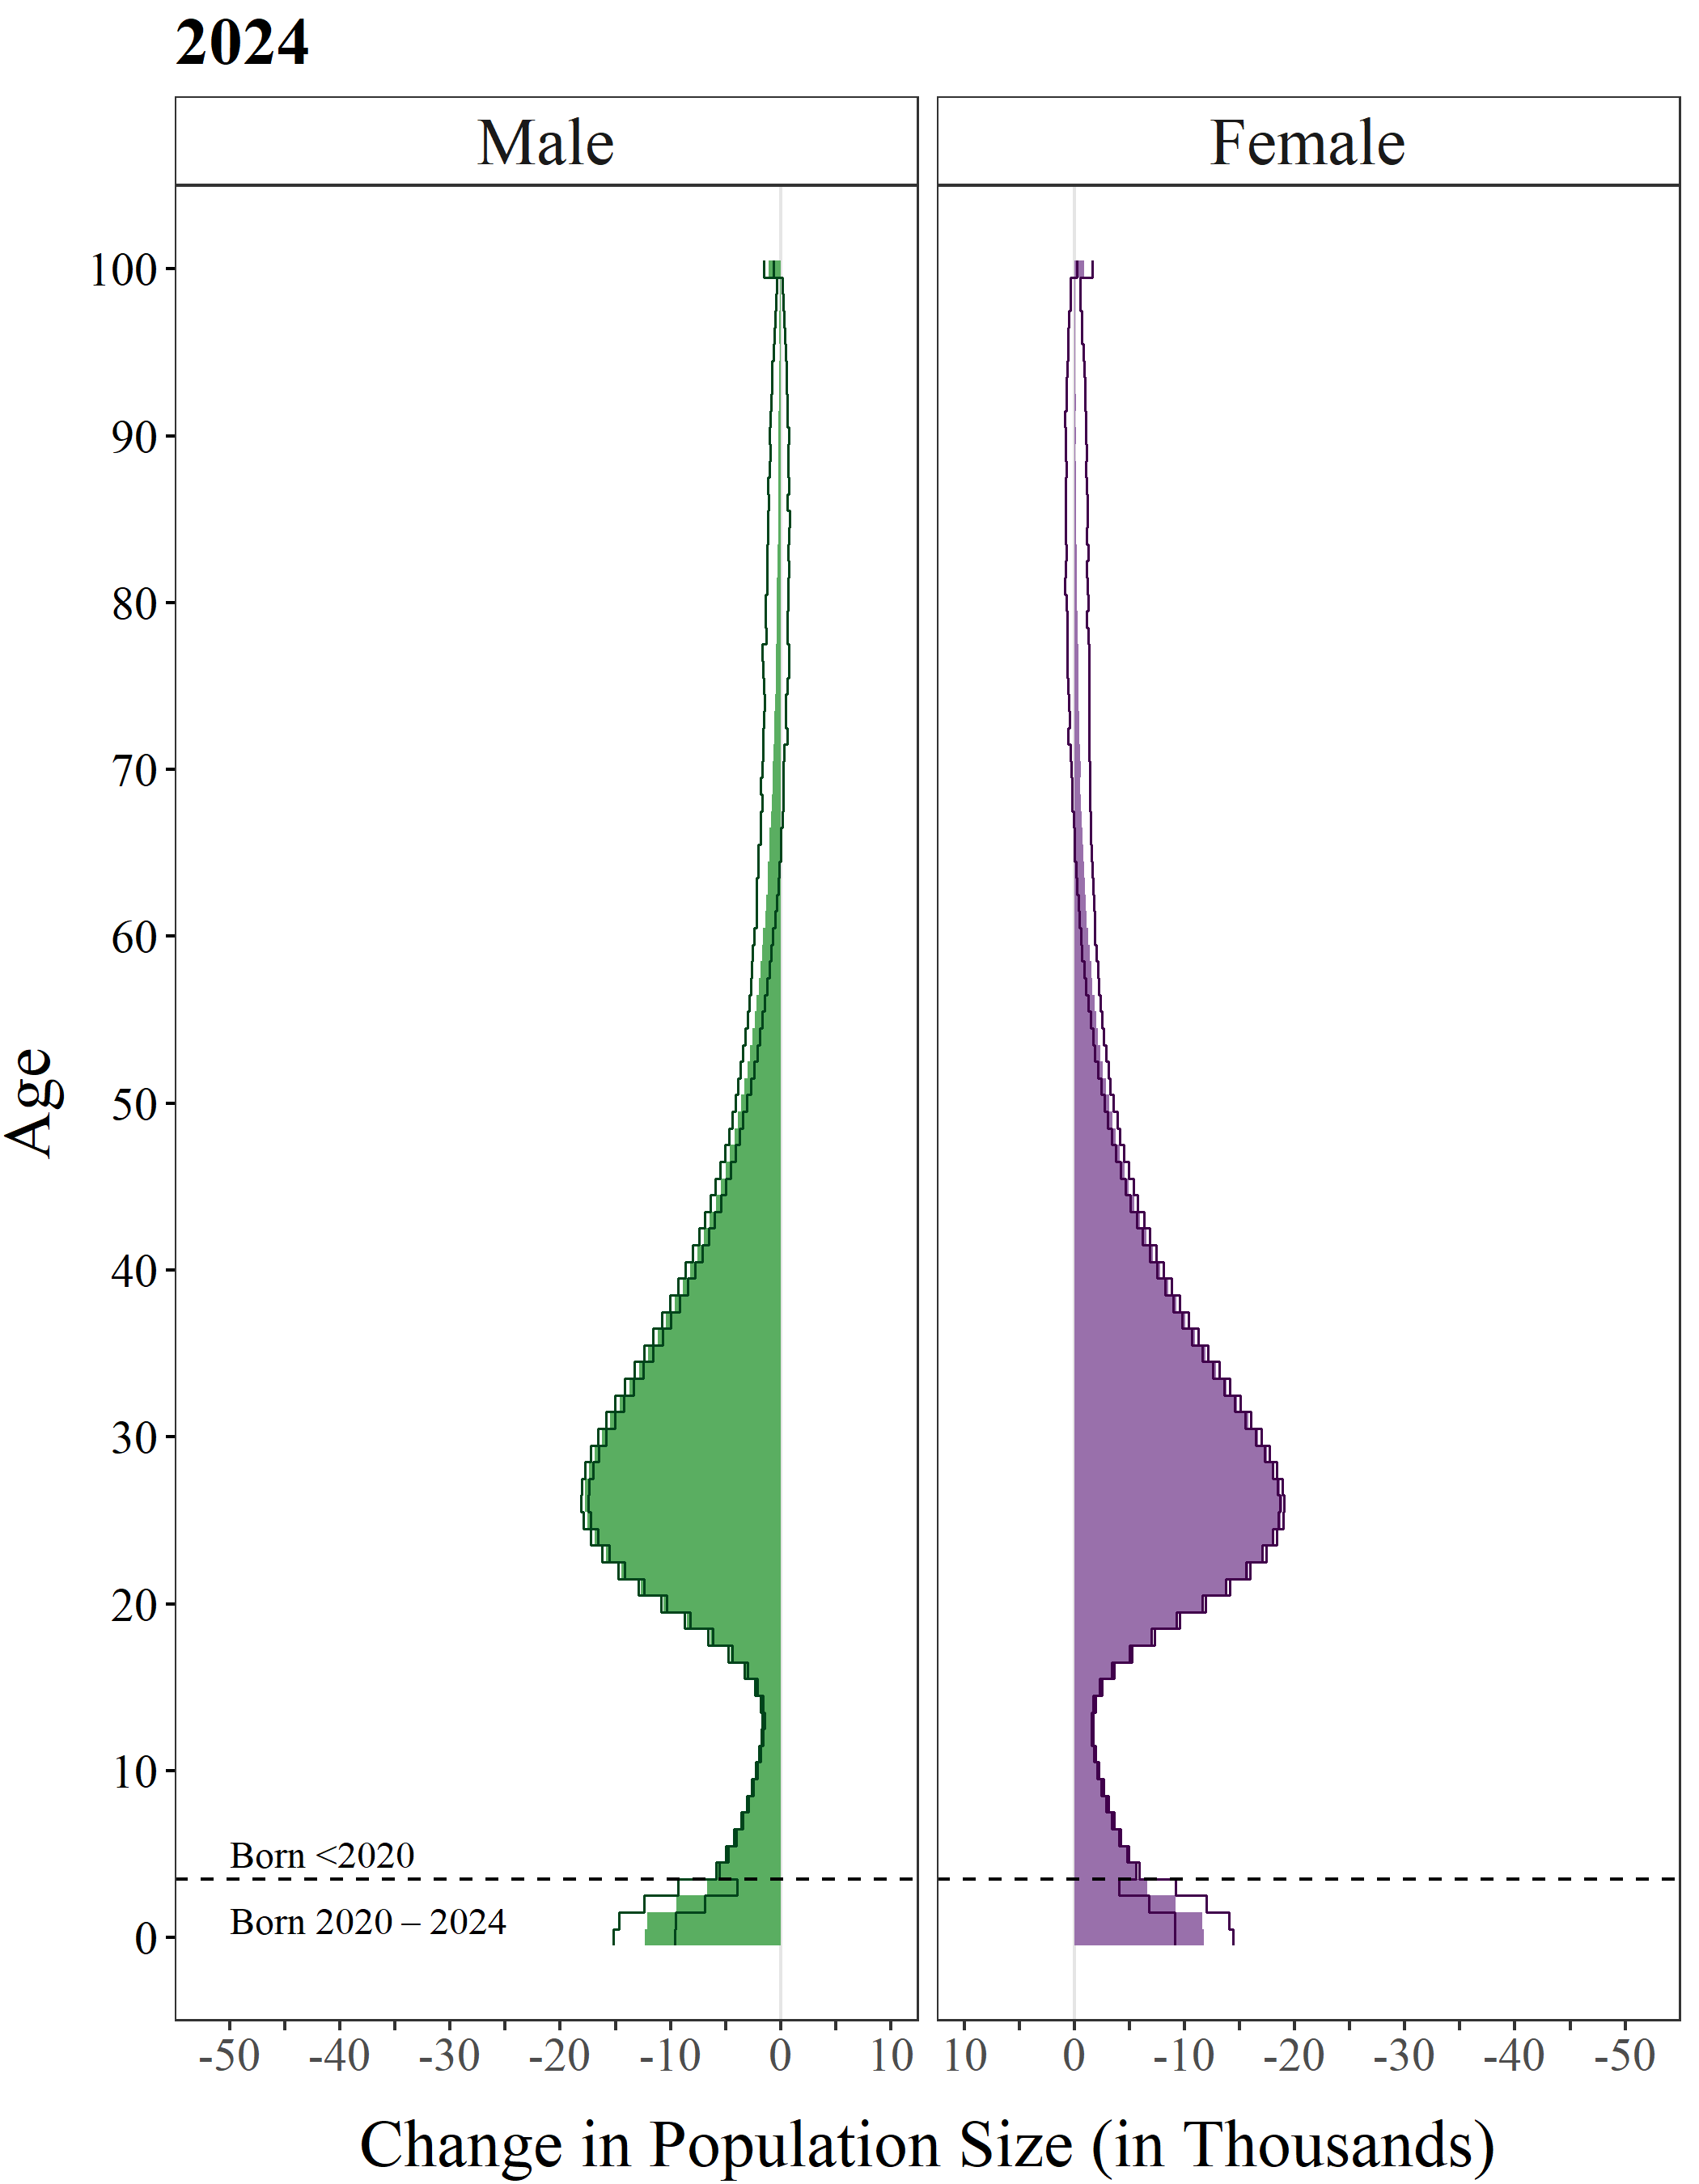 2024
Male Female
100
90
80
70
60
50
40
30
20
10
0
Age
Born <2020
Born 2020 – 2024
-50 -40 -30 -20 -10 0 10 10 0 -10 -20 -30 -40 -50
Change in Population Size (in Thousands)